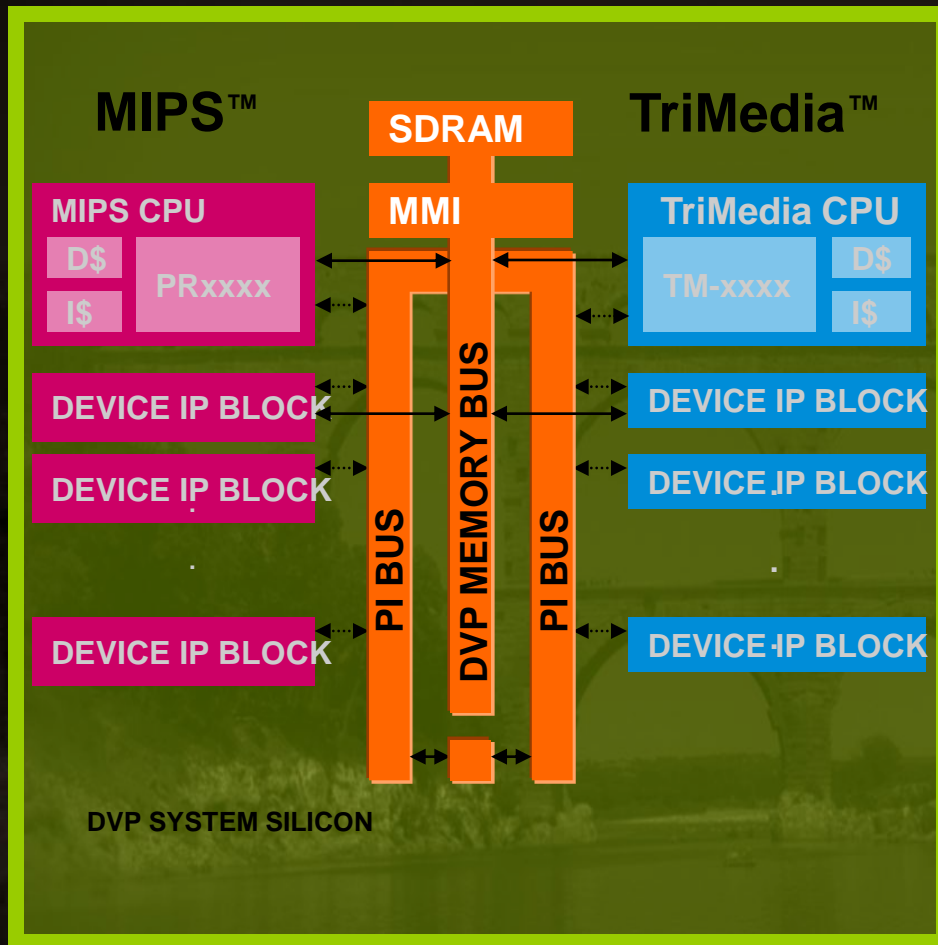 MIPS™
TriMedia™
SDRAM
MMI
MIPS CPU
D$
I$
PRxxxx
TriMedia CPU
TM-xxxx
D$
I$
DEVICE IP BLOCK
DEVICE IP BLOCK
.
.
DEVICE IP BLOCK
PI BUS
DVP MEMORY BUS
PI BUS
DEVICE IP BLOCK
DEVICE IP BLOCK
.
.
DEVICE IP BLOCK
.
DVP SYSTEM SILICON